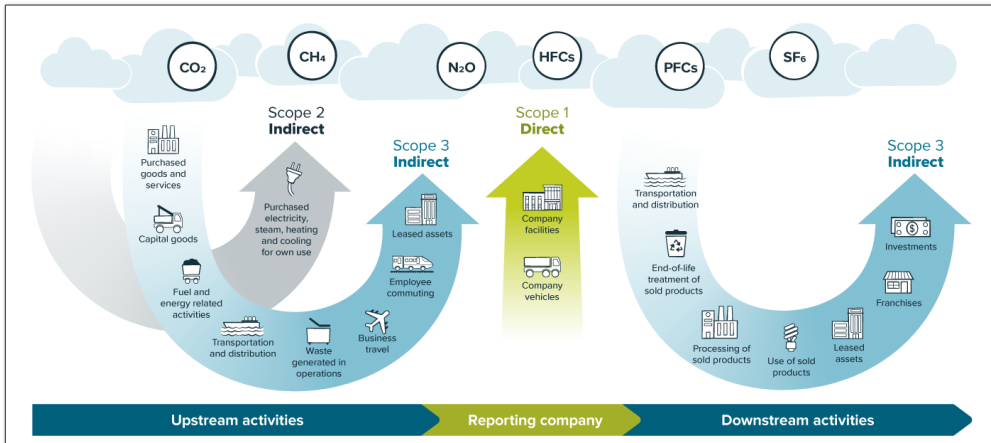 CO₂
CH₄
N₂O
HFCs
PFCs
SF₆
Scope 2
Indirect
Scope 3
Indirect
Scope 1
Direct
Scope 3
Indirect
Purchased
goods and
services
Capital goods
Fuel and
energy related
activities
Transportation
and distribution
Waste
generated in
operations
Business
travel
Employee
commuting
Leased assets
Purchased
electricity,
steam, heating
and cooling
for own use
Company
facilities
Company
vehicles
Transportation
and distribution
End-of-life
treatment of
sold products
Processing of
sold products
Use of sold
products
Leased
assets
Franchises
Investments
Upstream activities
Reporting company
Downstream activities